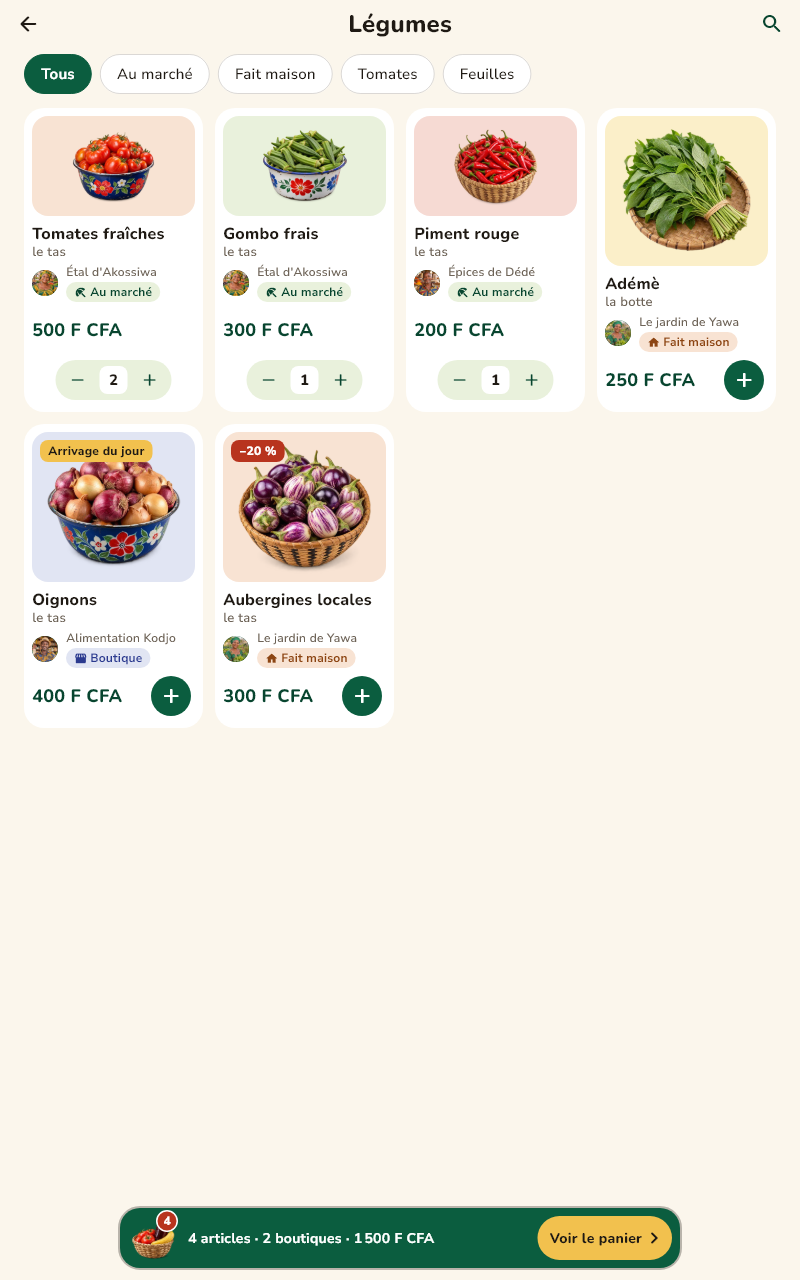 Légumes
Tous
Au marché
Fait maison
Tomates
Feuilles
Tomates fraîches
le tas
Étal d'Akossiwa
Au marché
500 F CFA
2
Gombo frais
le tas
Étal d'Akossiwa
Au marché
300 F CFA
1
Piment rouge
le tas
Épices de Dédé
Au marché
200 F CFA
1
Adémè
la botte
Le jardin de Yawa
Fait maison
250 F CFA
Arrivage du jour
Oignons
le tas
Alimentation Kodjo
Boutique
400 F CFA
−20 %
Aubergines locales
le tas
Le jardin de Yawa
Fait maison
300 F CFA
4
4 articles · 2 boutiques · 1 500 F CFA
Voir le panier